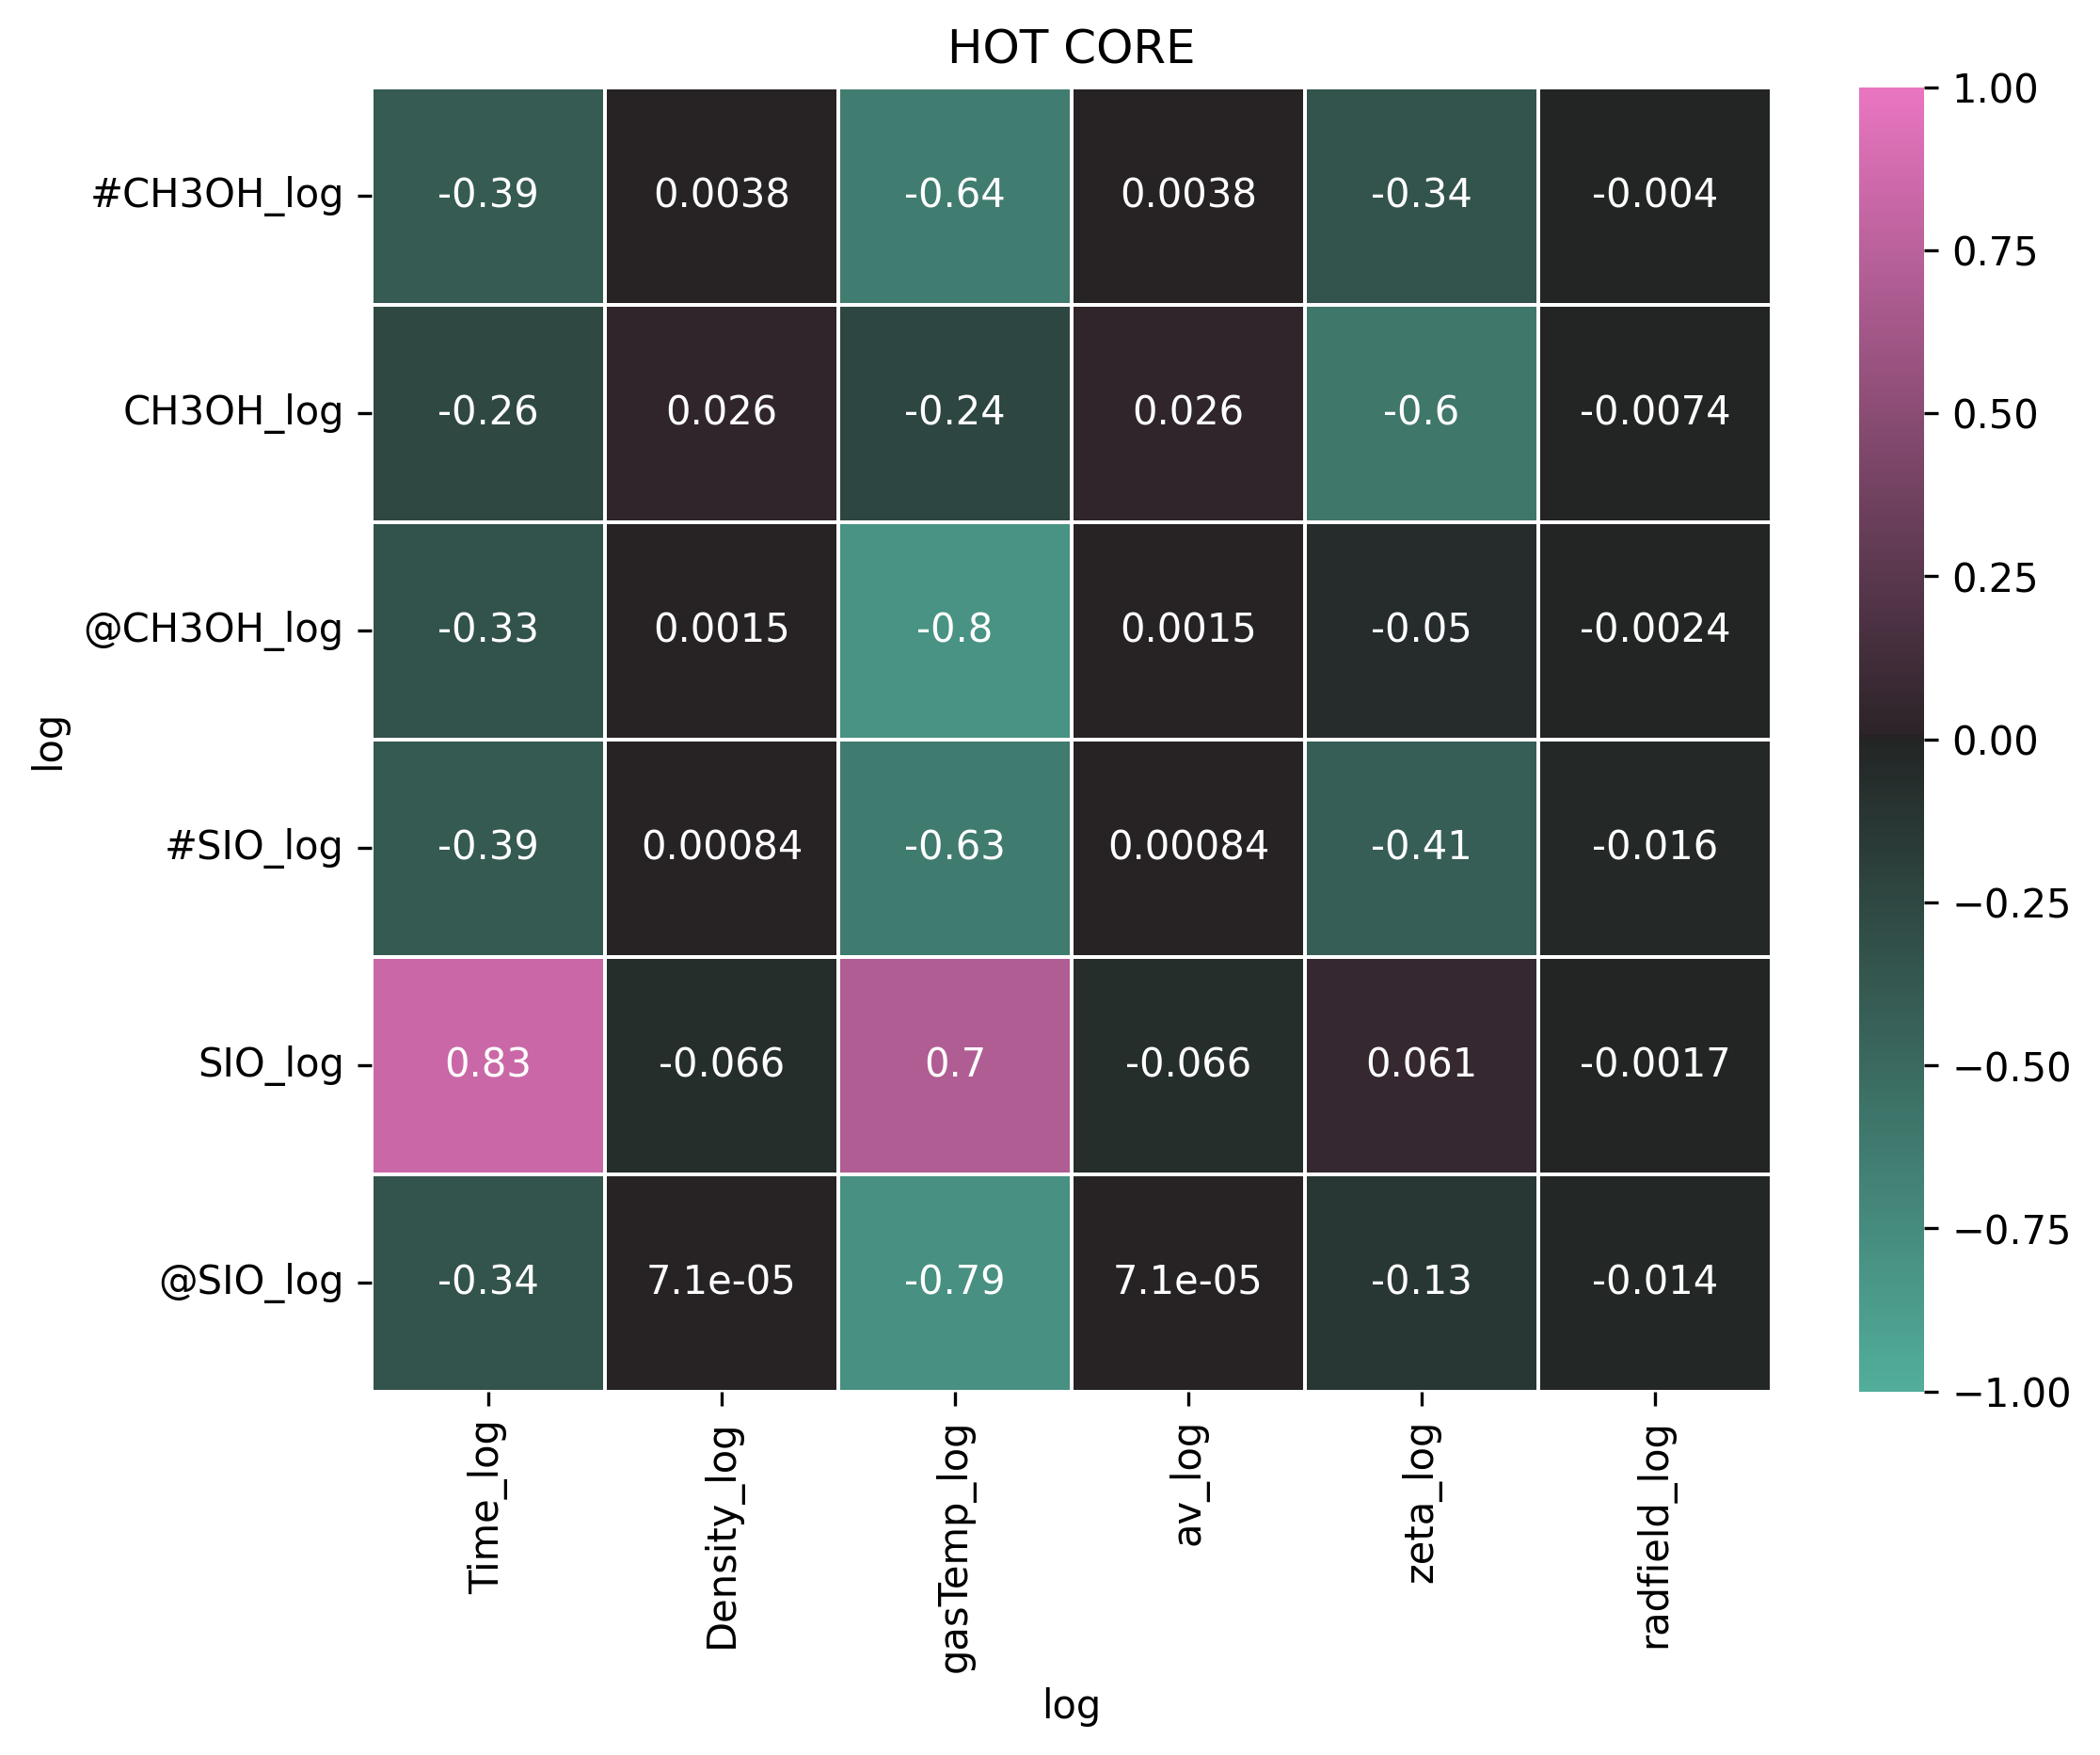 HOT CORE
#CH3OH_log -0.39 0.0038 -0.64 0.0038 -0.34 -0.004
CH3OH_log -0.26 0.026 -0.24 0.026 -0.6 -0.0074
@CH3OH_log -0.33 0.0015 -0.8 0.0015 -0.05 -0.0024
#SIO_log -0.39 0.00084 -0.63 0.00084 -0.41 -0.016
SIO_log 0.83 -0.066 0.7 -0.066 0.061 -0.0017
@SIO_log -0.34 7.1e-05 -0.79 7.1e-05 -0.13 -0.014
log
Time_log Density_log gasTemp_log av_log zeta_log radfield_log
log
1.00
0.75
0.50
0.25
0.00
−0.25
−0.50
−0.75
−1.00